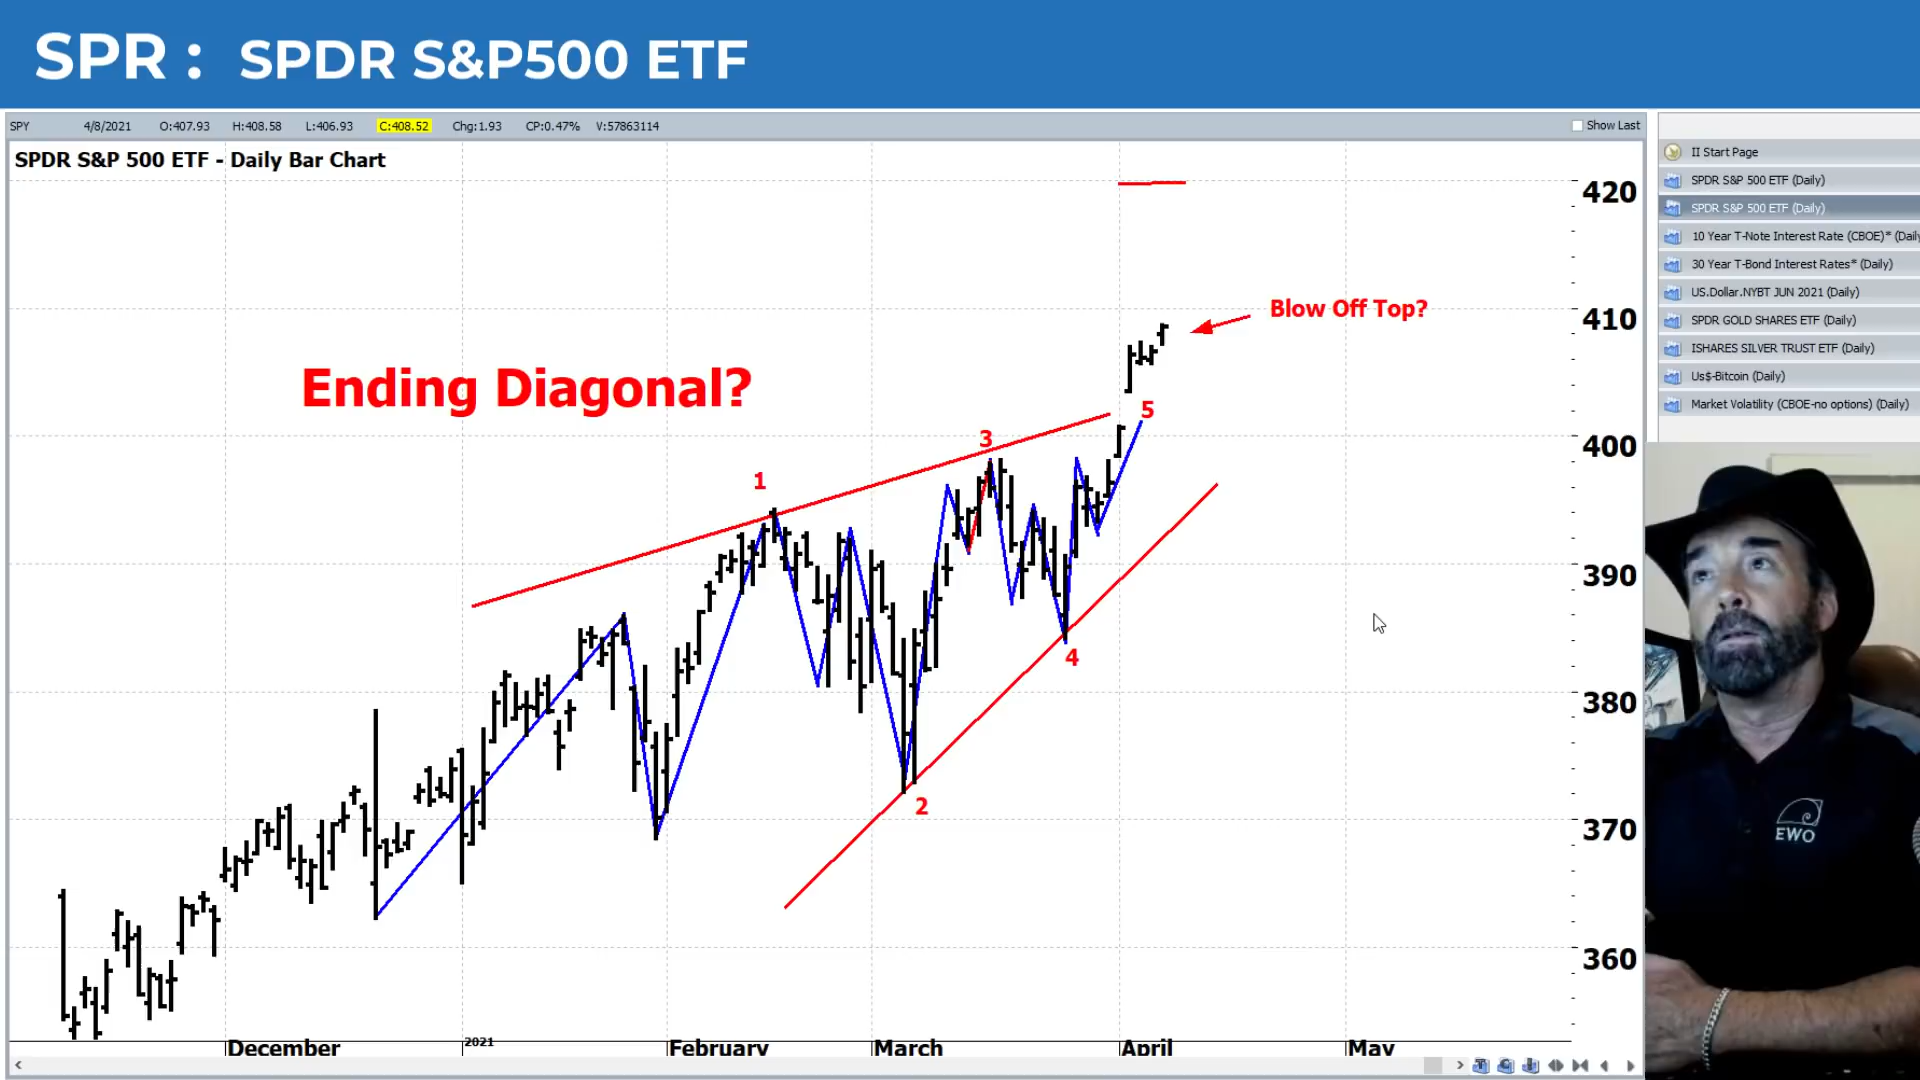 SPR : SPDR S&P500 ETF
SPY 4/8/2021 O:407.93 H:408.58 L:406.93 C:408.52 Chg:1.93 CP:0.47% V:57863114 Show Last
SPDR S&P 500 ETF - Daily Bar Chart
II Start Page
SPDR S&P 500 ETF (Daily)
SPDR S&P 500 ETF (Daily)
10 Year T-Note Interest Rate (CBOE)* (Daily
30 Year T-Bond Interest Rates* (Daily)
US.Dollar.NYBT JUN 2021 (Daily)
SPDR GOLD SHARES ETF (Daily)
ISHARES SILVER TRUST ETF (Daily)
Us$-Bitcoin (Daily)
Market Volatility (CBOE-no options) (Daily)
420
410
400
390
380
370
360
Blow Off Top?
Ending Diagonal?
1
2
3
4
5
December 2021 February March April May
EWO